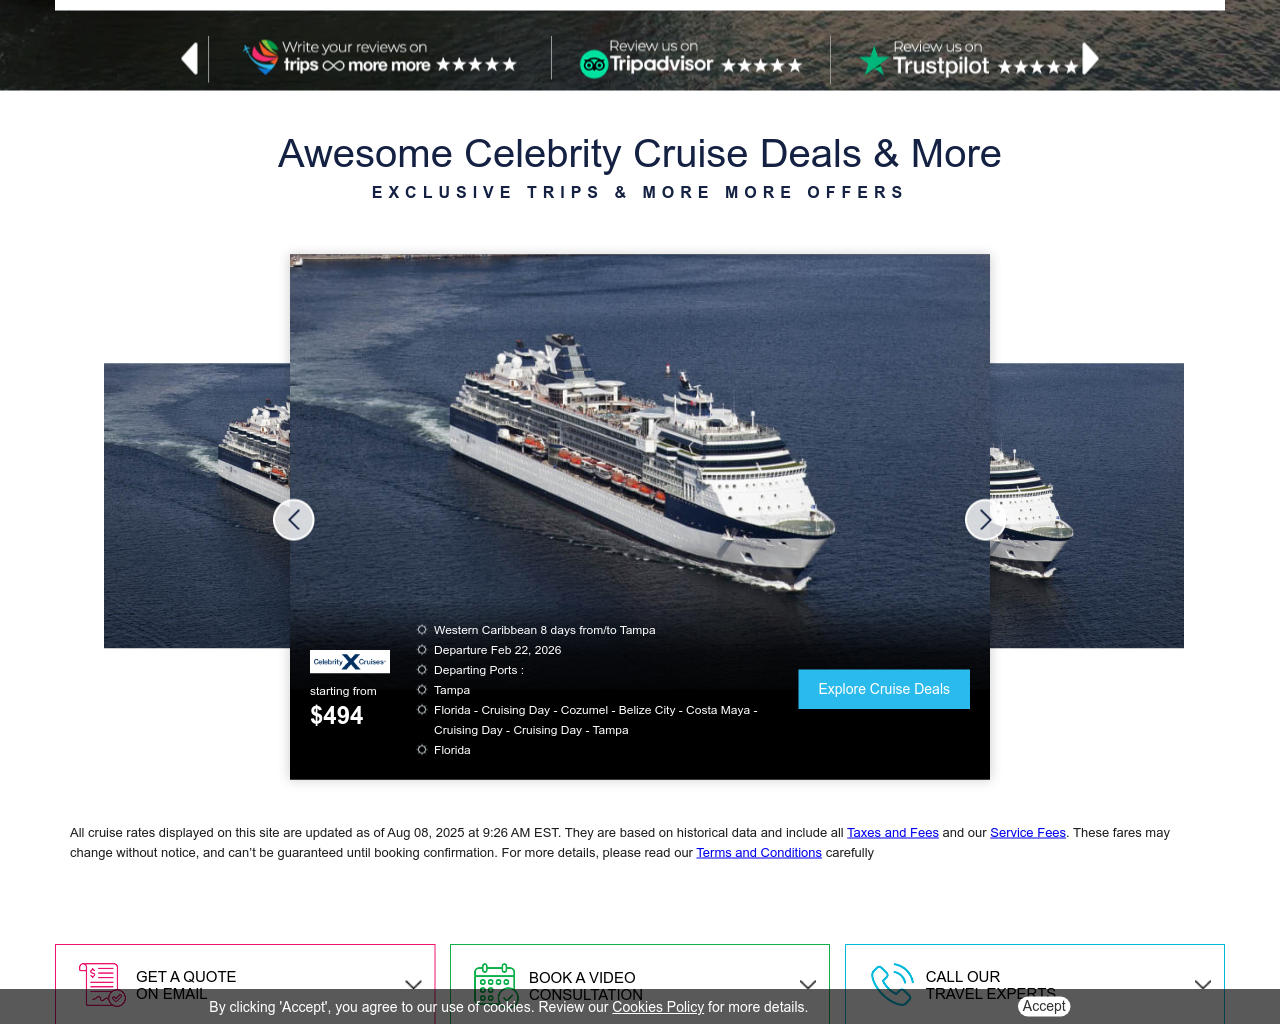 Write your reviews on
trips ∞ more more ★★★★★
Review us on
Tripadvisor ★★★★★
Review us on
Trustpilot ★★★★★
Awesome Celebrity Cruise Deals & More
EXCLUSIVE TRIPS & MORE MORE OFFERS
Celebrity X Cruises
starting from
$494
Western Caribbean 8 days from/to Tampa
Departure Feb 22, 2026
Departing Ports :
Tampa
Florida - Cruising Day - Cozumel - Belize City - Costa Maya -
Cruising Day - Cruising Day - Tampa
Florida
Explore Cruise Deals
All cruise rates displayed on this site are updated as of Aug 08, 2025 at 9:26 AM EST. They are based on historical data and include all Taxes and Fees and our Service Fees. These fares may
change without notice, and can't be guaranteed until booking confirmation. For more details, please read our Terms and Conditions carefully
GET A QUOTE
ON EMAIL
BOOK A VIDEO
CONSULTATION
CALL OUR
TRAVEL EXPERTS
By clicking 'Accept', you agree to our use of cookies. Review our Cookies Policy for more details.
Accept